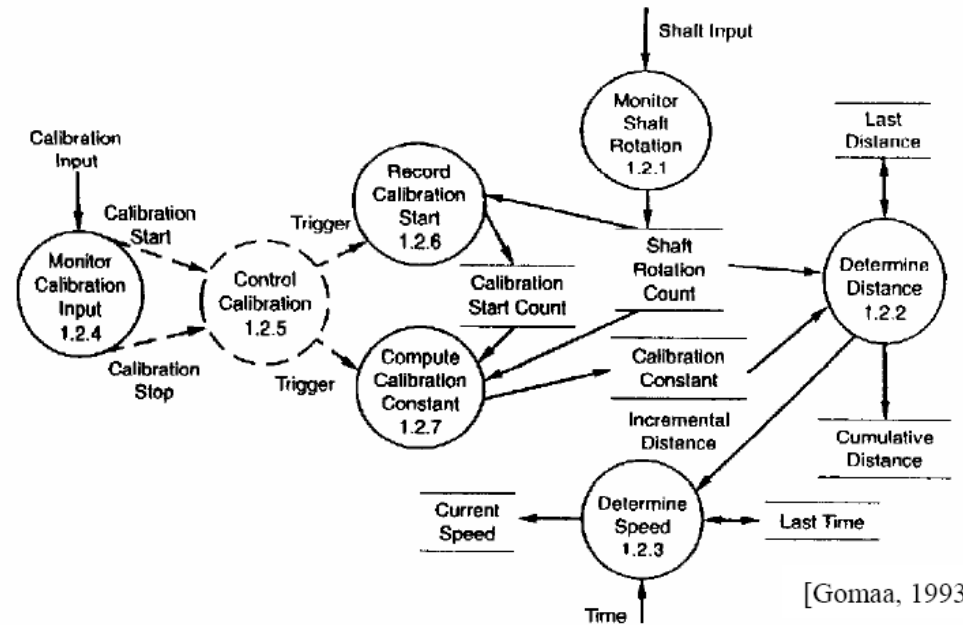 Shaft Input
Monitor
Shaft
Rotation
1.2.1
Last
Distance
Calibration
Input
Record
Calibration
Start
1.2.6
Calibration
Start
Trigger
Monitor
Calibration
Input
1.2.4
Control
Calibration
1.2.5
Calibration
Start Count
Shaft
Rotation
Count
Determine
Distance
1.2.2
Calibration
Stop
Trigger
Compute
Calibration
Constant
1.2.7
Calibration
Constant
Incremental
Distance
Cumulative
Distance
Current
Speed
Determine
Speed
1.2.3
Last Time
Time
[Gomaa, 1993